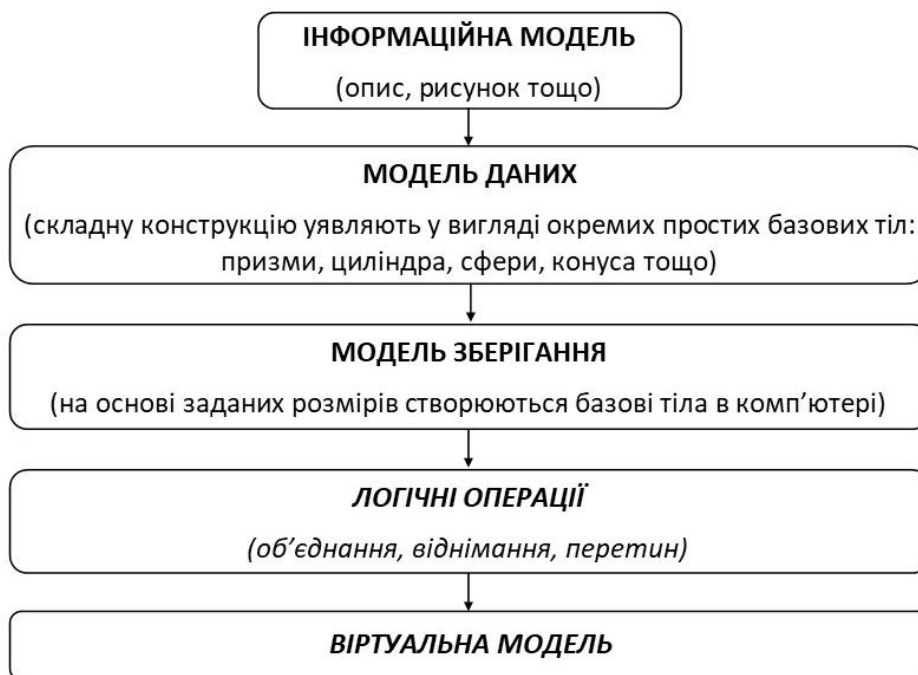 ІНФОРМАЦІЙНА МОДЕЛЬ
(опис, рисунок тощо)
МОДЕЛЬ ДАНИХ
(складну конструкцію уявляють у вигляді окремих простих базових тіл:
призми, циліндра, сфери, конуса тощо)
МОДЕЛЬ ЗБЕРІГАННЯ
(на основі заданих розмірів створюються базові тіла в комп’ютері)
ЛОГІЧНІ ОПЕРАЦІЇ
(об’єднання, віднімання, перетин)
ВІРТУАЛЬНА МОДЕЛЬ